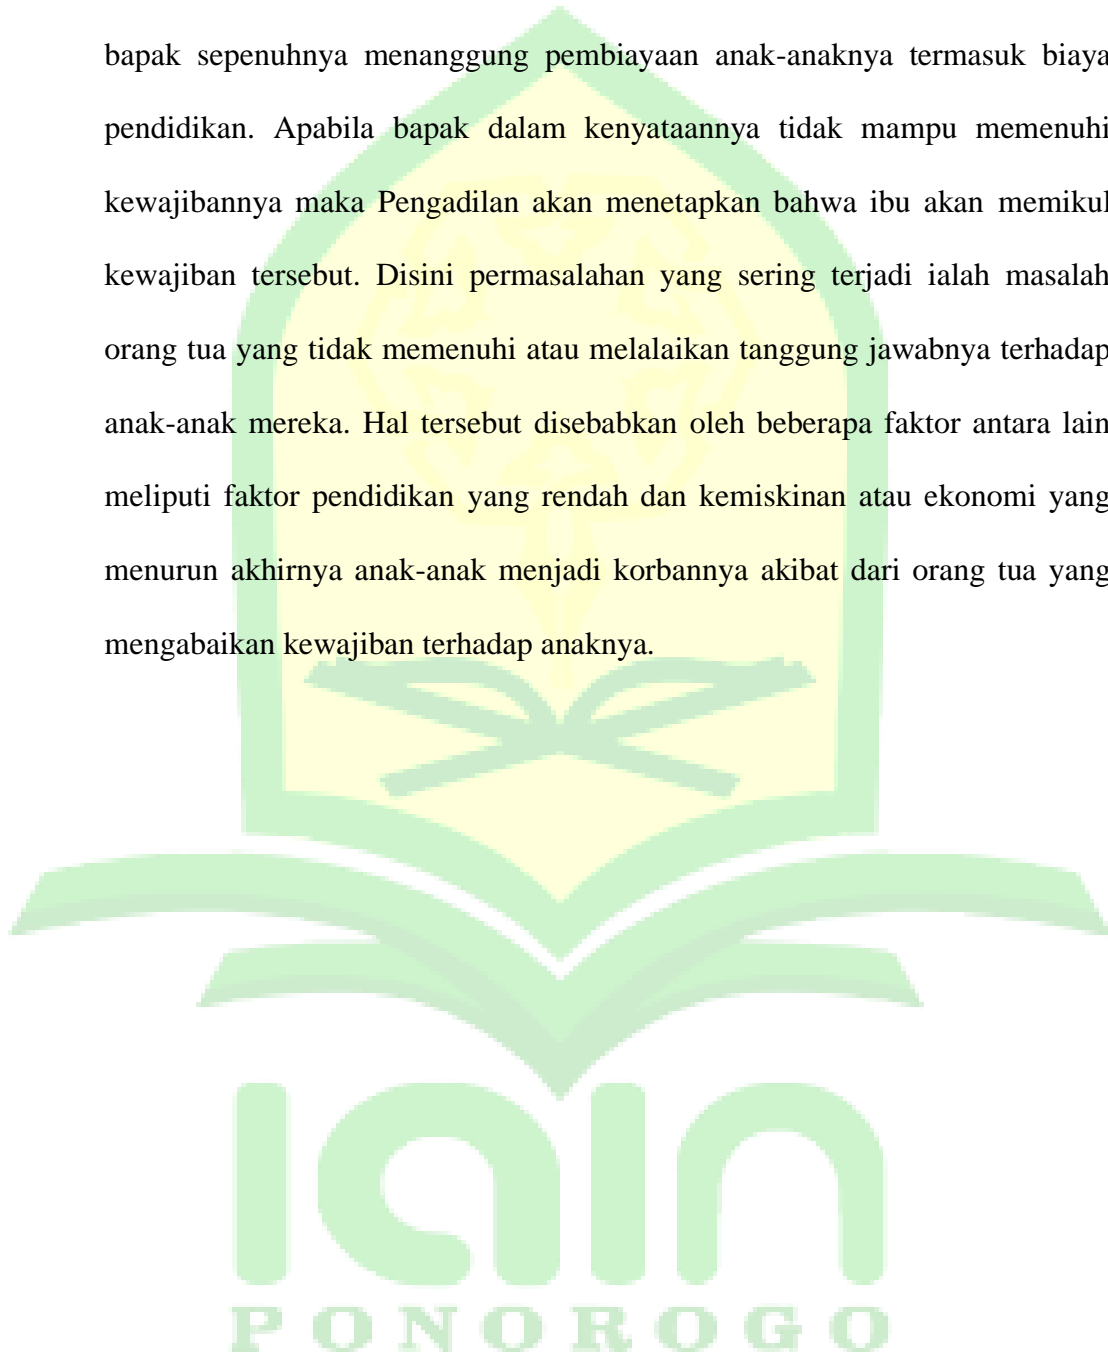 bapak sepenuhnya menanggung pembiayaan anak-anaknya termasuk biaya
pendidikan. Apabila bapak dalam kenyataannya tidak mampu memenuhi
kewajibannya maka Pengadilan akan menetapkan bahwa ibu akan memikul
kewajiban tersebut. Disini permasalahan yang sering terjadi ialah masalah
orang tua yang tidak memenuhi atau melalaikan tanggung jawabnya terhadap
anak-anak mereka. Hal tersebut disebabkan oleh beberapa faktor antara lain
meliputi faktor pendidikan yang rendah dan kemiskinan atau ekonomi yang
menurun akhirnya anak-anak menjadi korbannya akibat dari orang tua yang
mengabaikan kewajiban terhadap anaknya.
iain
PONOROGO